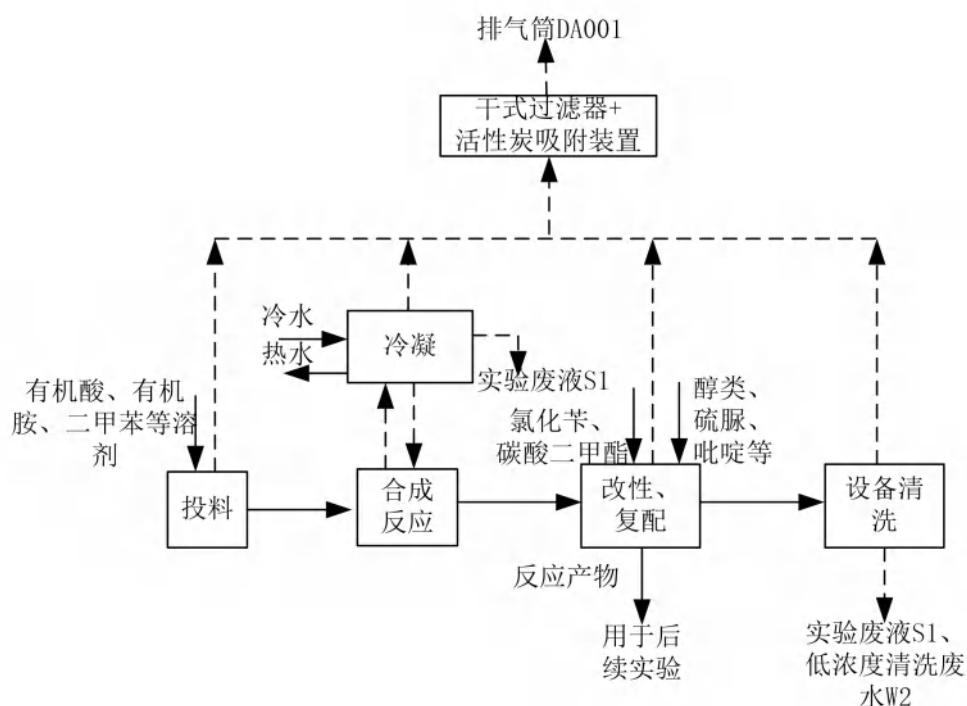 排气筒DA001
干式过滤器+
活性炭吸附装置
冷水
热水
冷凝
实验废液S1
有机酸、有机
胺、二甲苯等溶
剂
氯化苄、
碳酸二甲酯
醇类、
硫脲、
吡啶等
投料
合成
反应
改性、
复配
设备清
洗
反应产物
用于后
续实验
实验废液S1、
低浓度清洗废
水W2